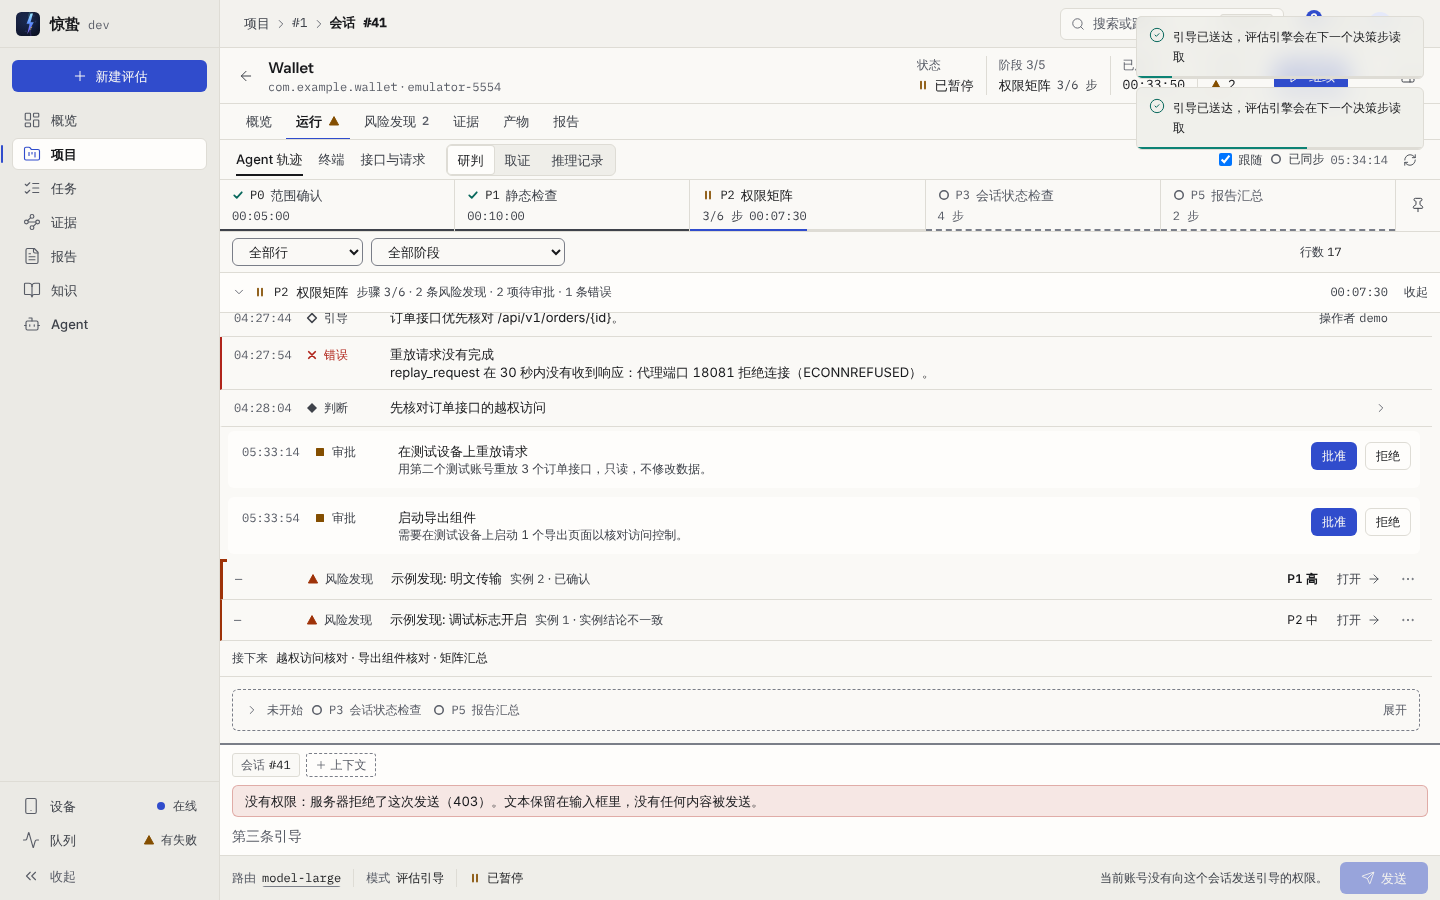 惊蛰 dev
项目 > #1 > 会话 #41
引导已送达，评估引擎会在下一个决策步读取
引导已送达，评估引擎会在下一个决策步读取
新建评估
概览
项目
任务
证据
报告
知识
Agent
Wallet
com.example.wallet · emulator-5554
状态
已暂停
阶段 3/5
权限矩阵 3/6 步
00:33:50
2
概览 运行 风险发现 2 证据 产物 报告
Agent 轨迹 终端 接口与请求 研判 取证 推理记录
跟随 已同步 05:34:14
P0 范围确认
00:05:00
P1 静态检查
00:10:00
P2 权限矩阵
3/6 步 00:07:30
P3 会话状态检查
4 步
P5 报告汇总
2 步
全部行 全部阶段 行数 17
P2 权限矩阵 步骤 3/6 · 2 条风险发现 · 2 项待审批 · 1 条错误 00:07:30 收起
04:27:44 引导 订单接口优先核对 /api/v1/orders/{id}。 操作者 demo
04:27:54 错误 重放请求没有完成
replay_request 在 30 秒内没有收到响应：代理端口 18081 拒绝连接（ECONNREFUSED）。
04:28:04 判断 先核对订单接口的越权访问
05:33:14 审批 在测试设备上重放请求 批准 拒绝
用第二个测试账号重放 3 个订单接口，只读，不修改数据。
05:33:54 审批 启动导出组件 批准 拒绝
需要在测试设备上启动 1 个导出页面以核对访问控制。
— 风险发现 示例发现: 明文传输 实例 2 · 已确认 P1 高 打开
— 风险发现 示例发现: 调试标志开启 实例 1 · 实例结论不一致 P2 中 打开
接下来 越权访问核对 · 导出组件核对 · 矩阵汇总
未开始 P3 会话状态检查 P5 报告汇总 展开
会话 #41 上下文
没有权限：服务器拒绝了这次发送（403）。文本保留在输入框里，没有任何内容被发送。
第三条引导
设备 在线
队列 有失败
收起
路由 model-large 模式 评估引导 已暂停 当前账号没有向这个会话发送引导的权限。 发送